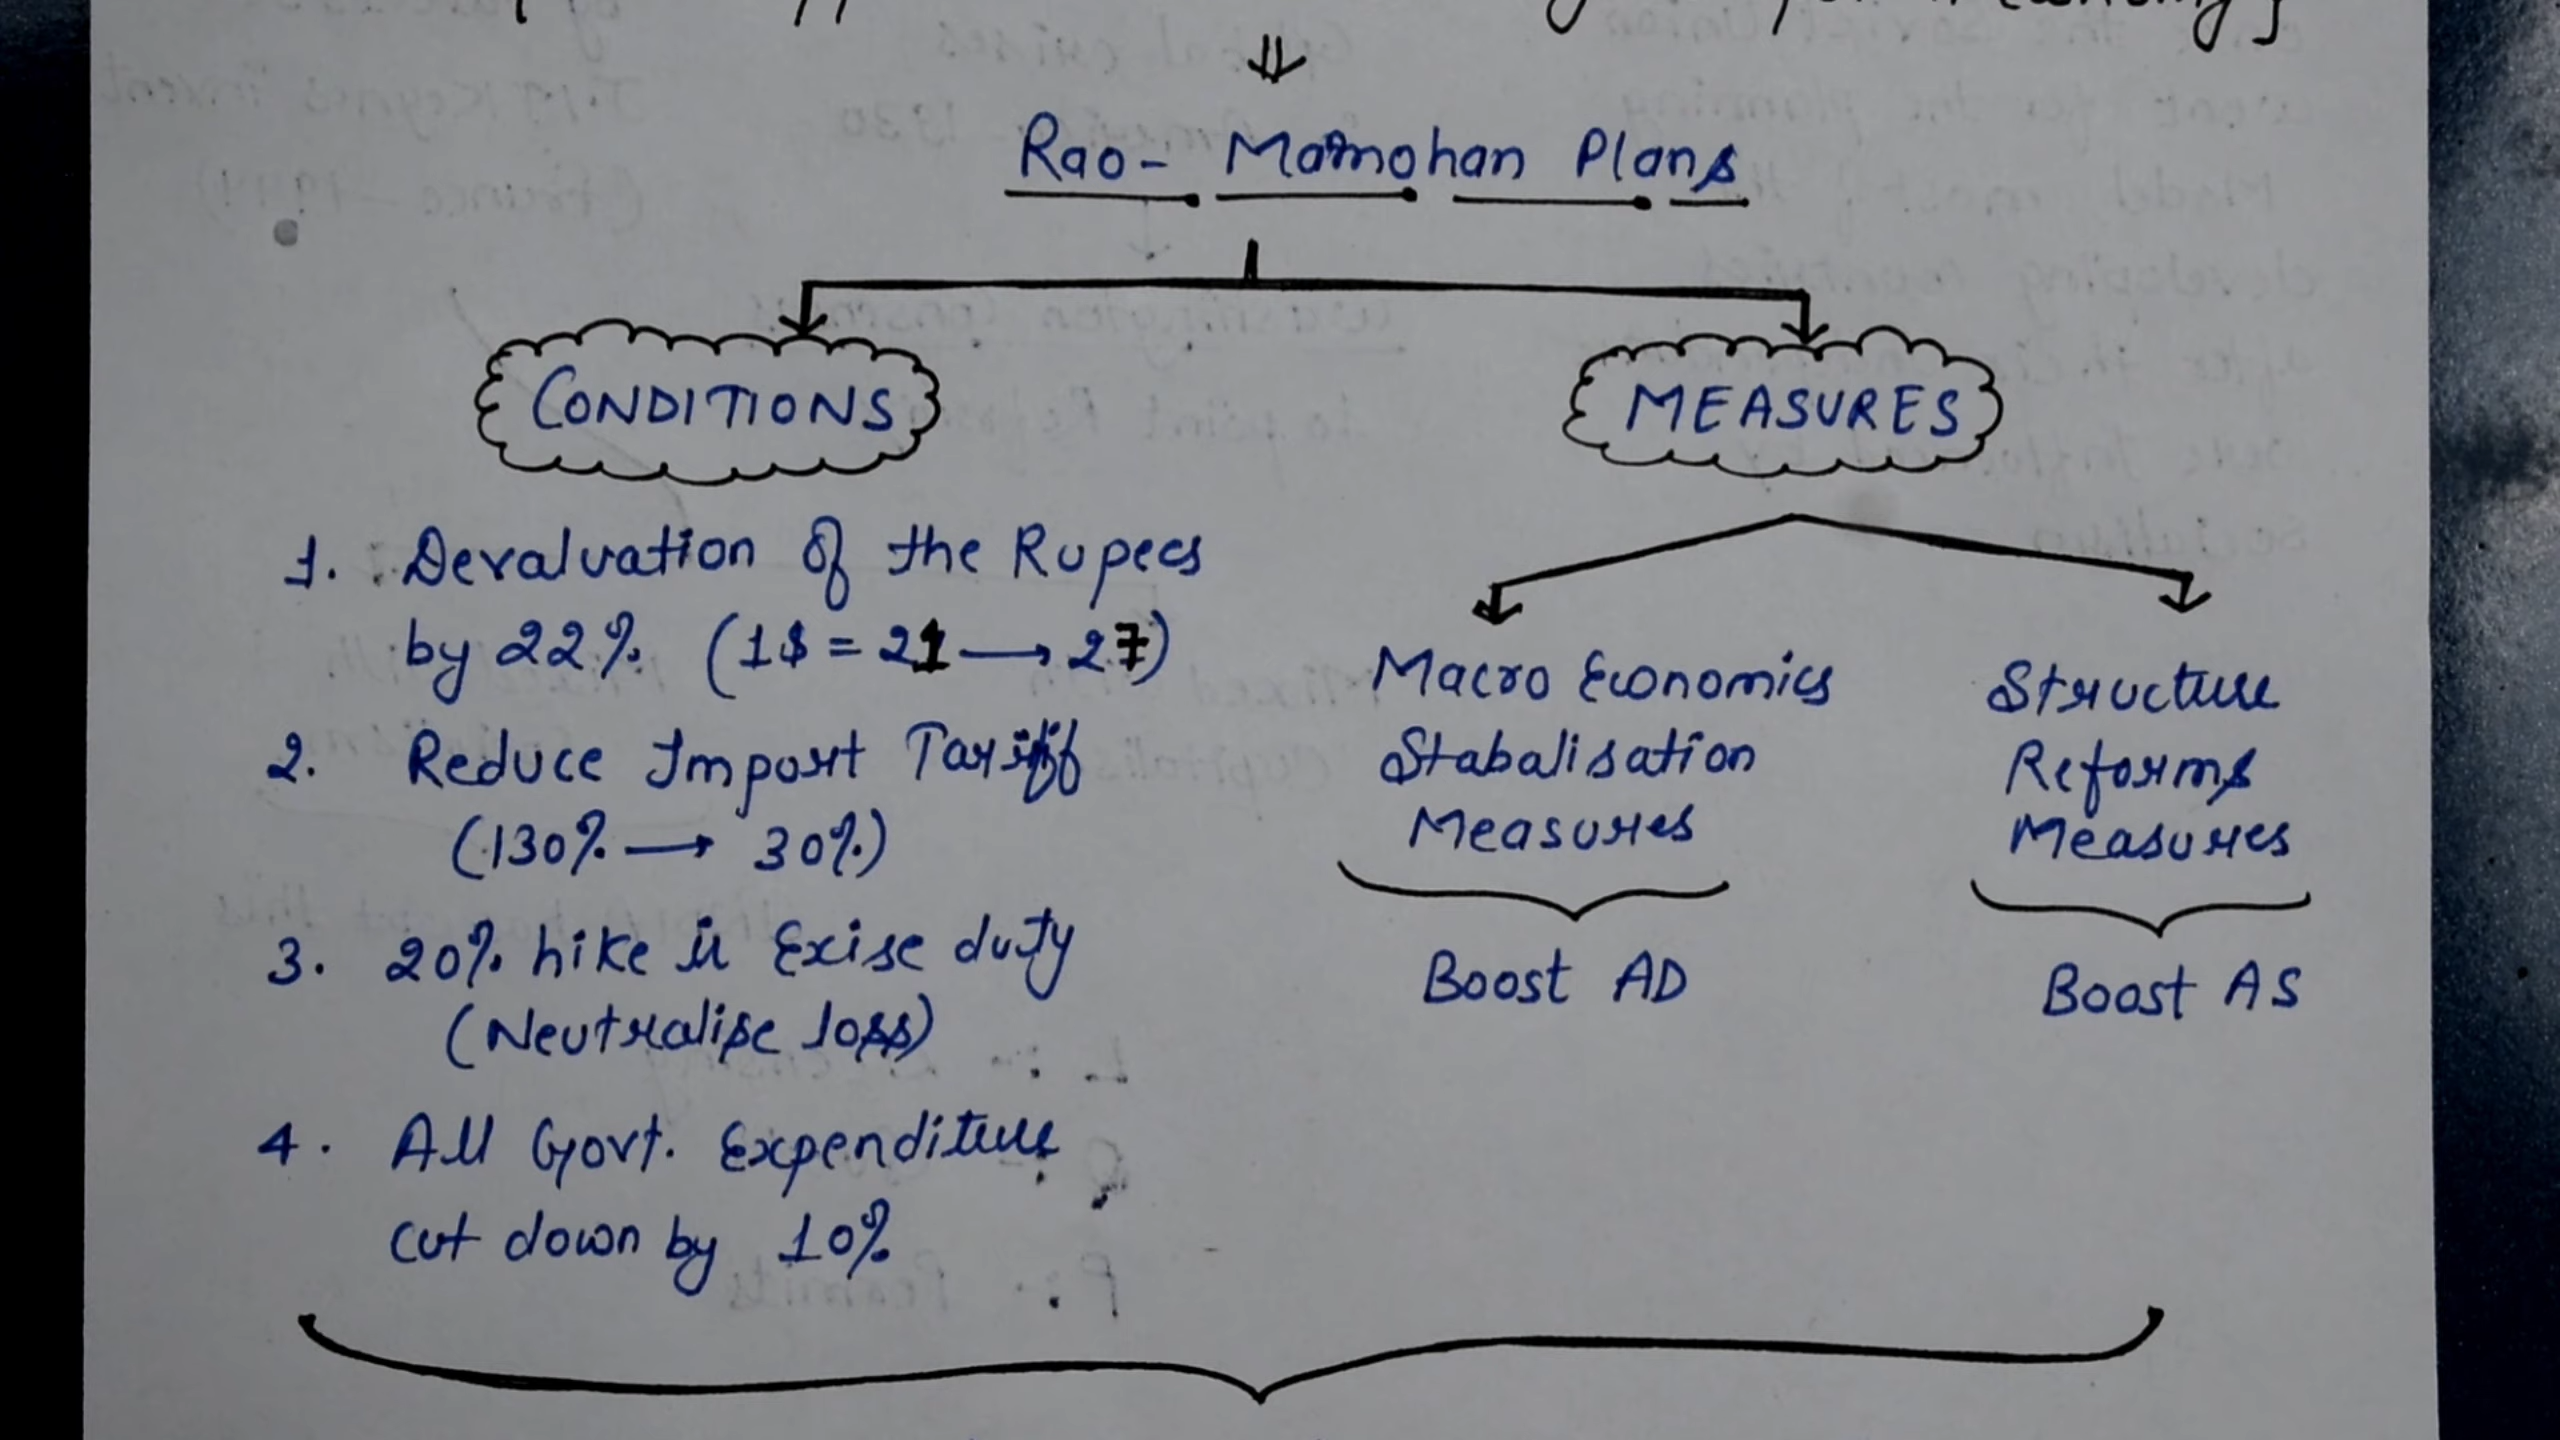 ⇓
Rao- Manmohan Plans
CONDITIONS
MEASURES
1. Devaluation of the Rupees
by 22% (1$ = 21 → 27)
2. Reduce Import Tariff
(130% → 30%)
3. 20% hike in Exise duty
(Neutralise loss)
4. All Govt. Expenditure
cut down by 10%
Macro Economics
Stabalisation
Measures
Boost AD
Structure
Reforms
Measures
Boost AS